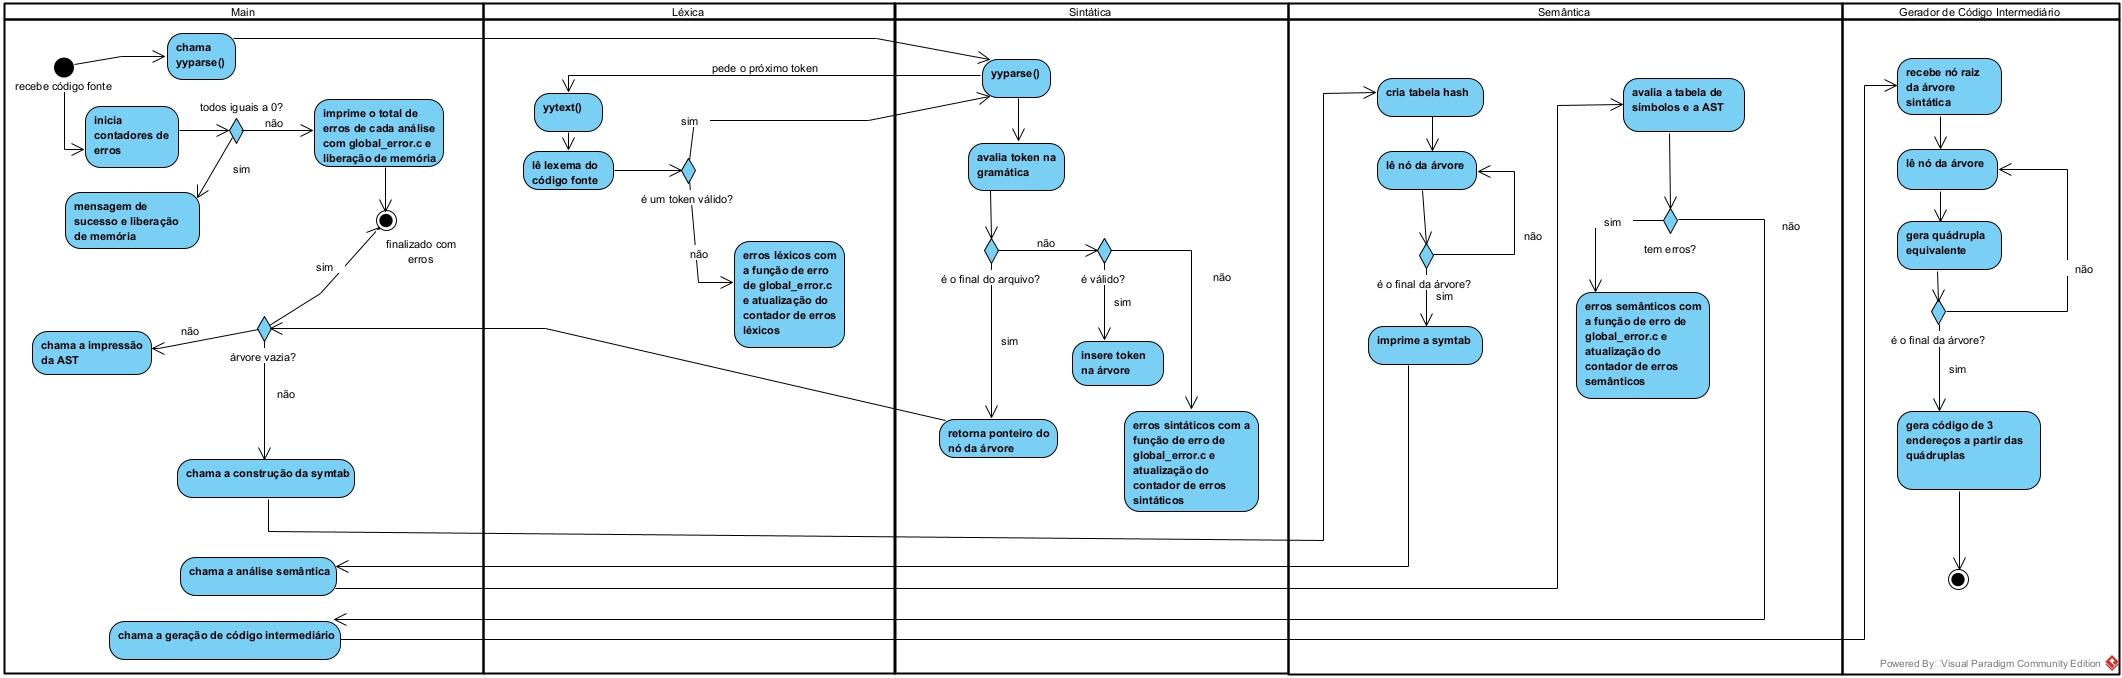 Main
Léxica
Sintática
Semântica
Gerador de Código Intermediário
recebe código fonte
chama
yyparse()
inicia
contadores de
erros
todos iguais a 0?
não
sim
imprime o total de
erros de cada análise
com global_error.c e
liberação de memória
mensagem de
sucesso e liberação
de memória
finalizado com
erros
sim
não
árvore vazia?
chama a impressão
da AST
não
chama a construção da symtab
chama a análise semântica
chama a geração de código intermediário
pede o próximo token
yytext()
lê lexema do
código fonte
sim
é um token válido?
não
erros léxicos com
a função de erro
de global_error.c
e atualização do
contador de erros
léxicos
yyparse()
avalia token na
gramática
não
é o final do arquivo?
é válido?
não
sim
sim
insere token
na árvore
retorna ponteiro do
nó da árvore
erros sintáticos com a
função de erro de
global_error.c e
atualização do
contador de erros
sintáticos
cria tabela hash
lê nó da árvore
não
é o final da árvore?
sim
imprime a symtab
avalia a tabela de
símbolos e a AST
sim
não
tem erros?
erros semânticos com
a função de erro de
global_error.c e
atualização do
contador de erros
semânticos
recebe nó raiz
da árvore
sintática
lê nó da árvore
gera quádrupla
equivalente
não
é o final da árvore?
sim
gera código de 3
endereços a partir das
quádruplas
Powered By Visual Paradigm Community Edition